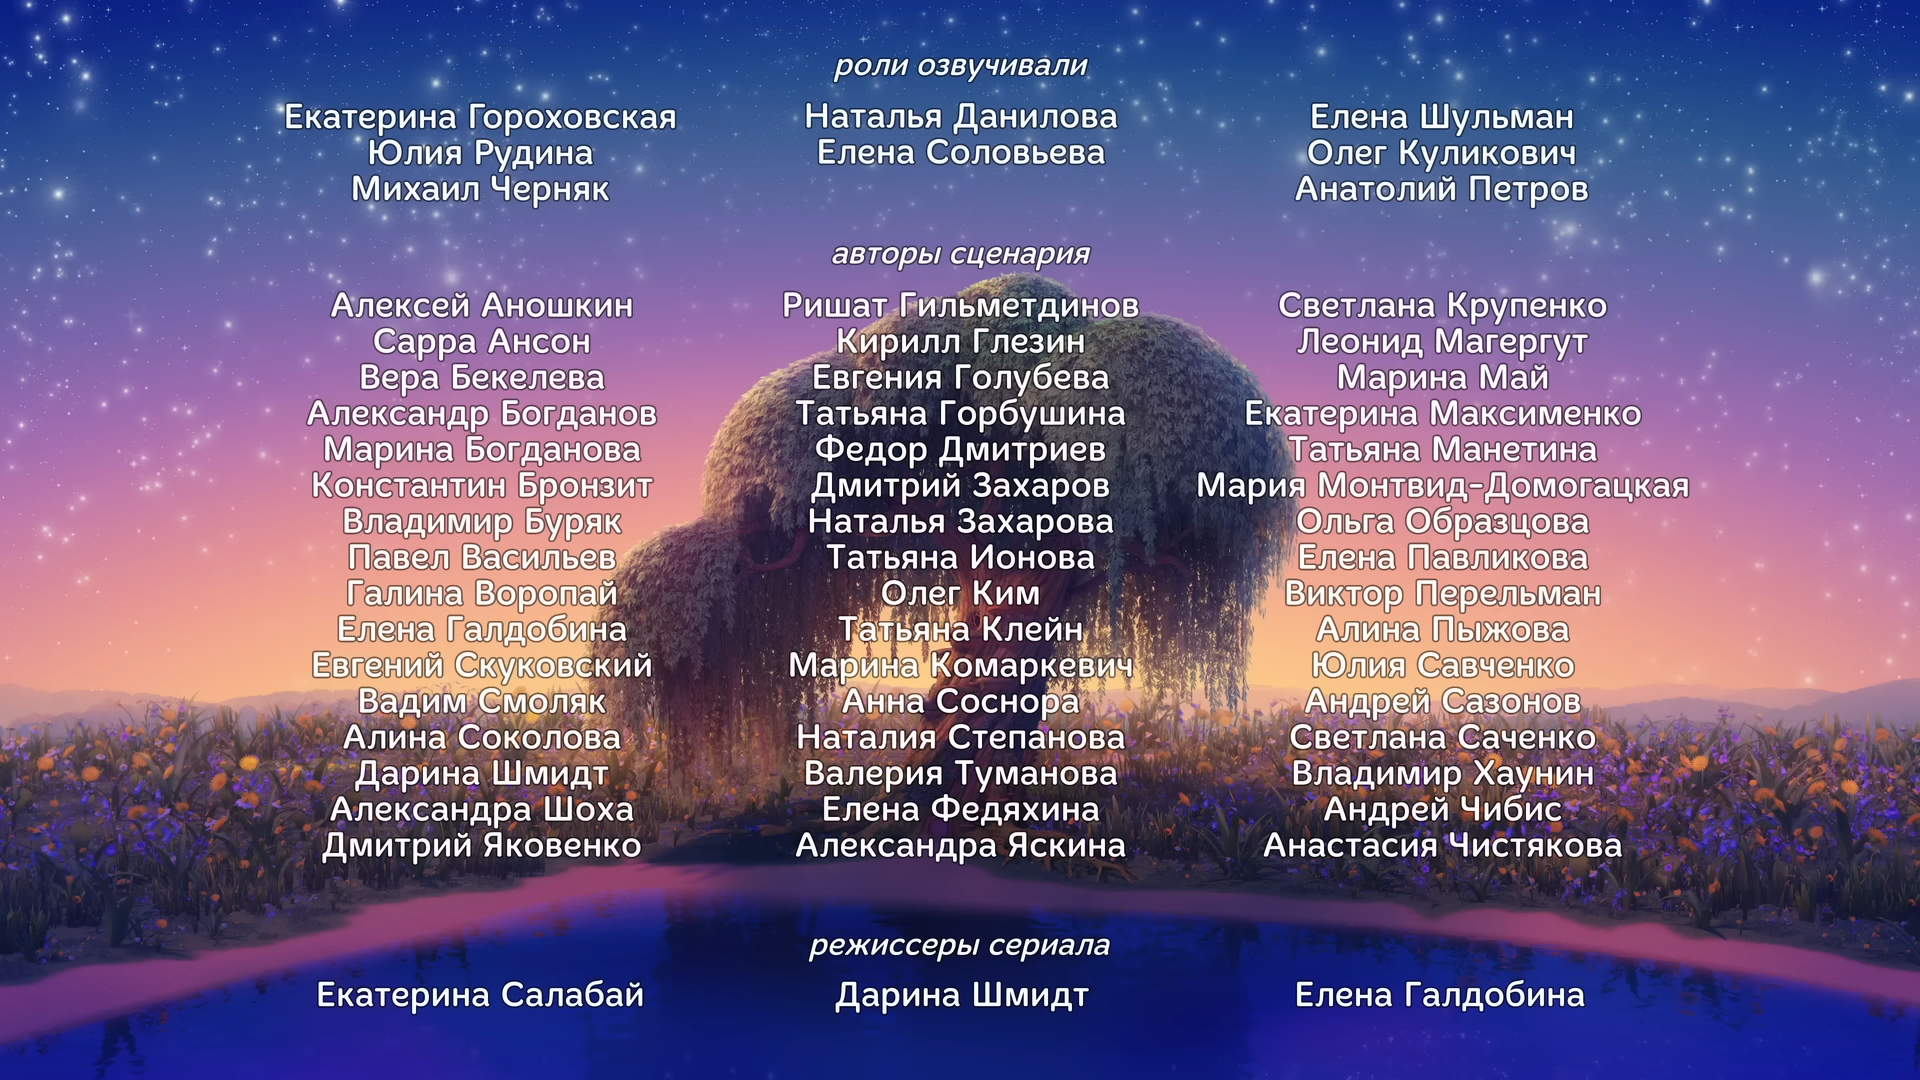 роли озвучивали
Екатерина Гороховская
Юлия Рудина
Михаил Черняк
Наталья Данилова
Елена Соловьева
Елена Шульман
Олег Куликович
Анатолий Петров
авторы сценария
Алексей Аношкин
Сарра Ансон
Вера Бекелева
Александр Богданов
Марина Богданова
Константин Бронзит
Владимир Буряк
Павел Васильев
Галина Воропай
Елена Галдобина
Евгений Скуковский
Вадим Смоляк
Алина Соколова
Дарина Шмидт
Александра Шоха
Дмитрий Яковенко
Ришат Гильметдинов
Кирилл Глезин
Евгения Голубева
Татьяна Горбушина
Федор Дмитриев
Дмитрий Захаров
Наталья Захарова
Татьяна Ионова
Олег Ким
Татьяна Клейн
Марина Комаркевич
Анна Соснора
Наталия Степанова
Валерия Туманова
Елена Федяхина
Александра Яскина
Светлана Крупенко
Леонид Магергут
Марина Май
Екатерина Максименко
Татьяна Манетина
Мария Монтвид-Домогацкая
Ольга Образцова
Елена Павликова
Виктор Перельман
Алина Пыжова
Юлия Савченко
Андрей Сазонов
Светлана Саченко
Владимир Хаунин
Андрей Чибис
Анастасия Чистякова
режиссеры сериала
Екатерина Салабай
Дарина Шмидт
Елена Галдобина